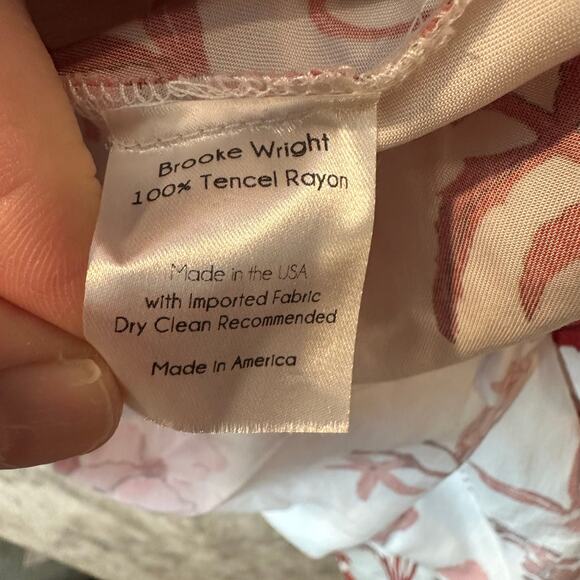 Brooke Wright
100% Tencel Rayon
Made in the USA
with Imported Fabric
Dry Clean Recommended
Made in America